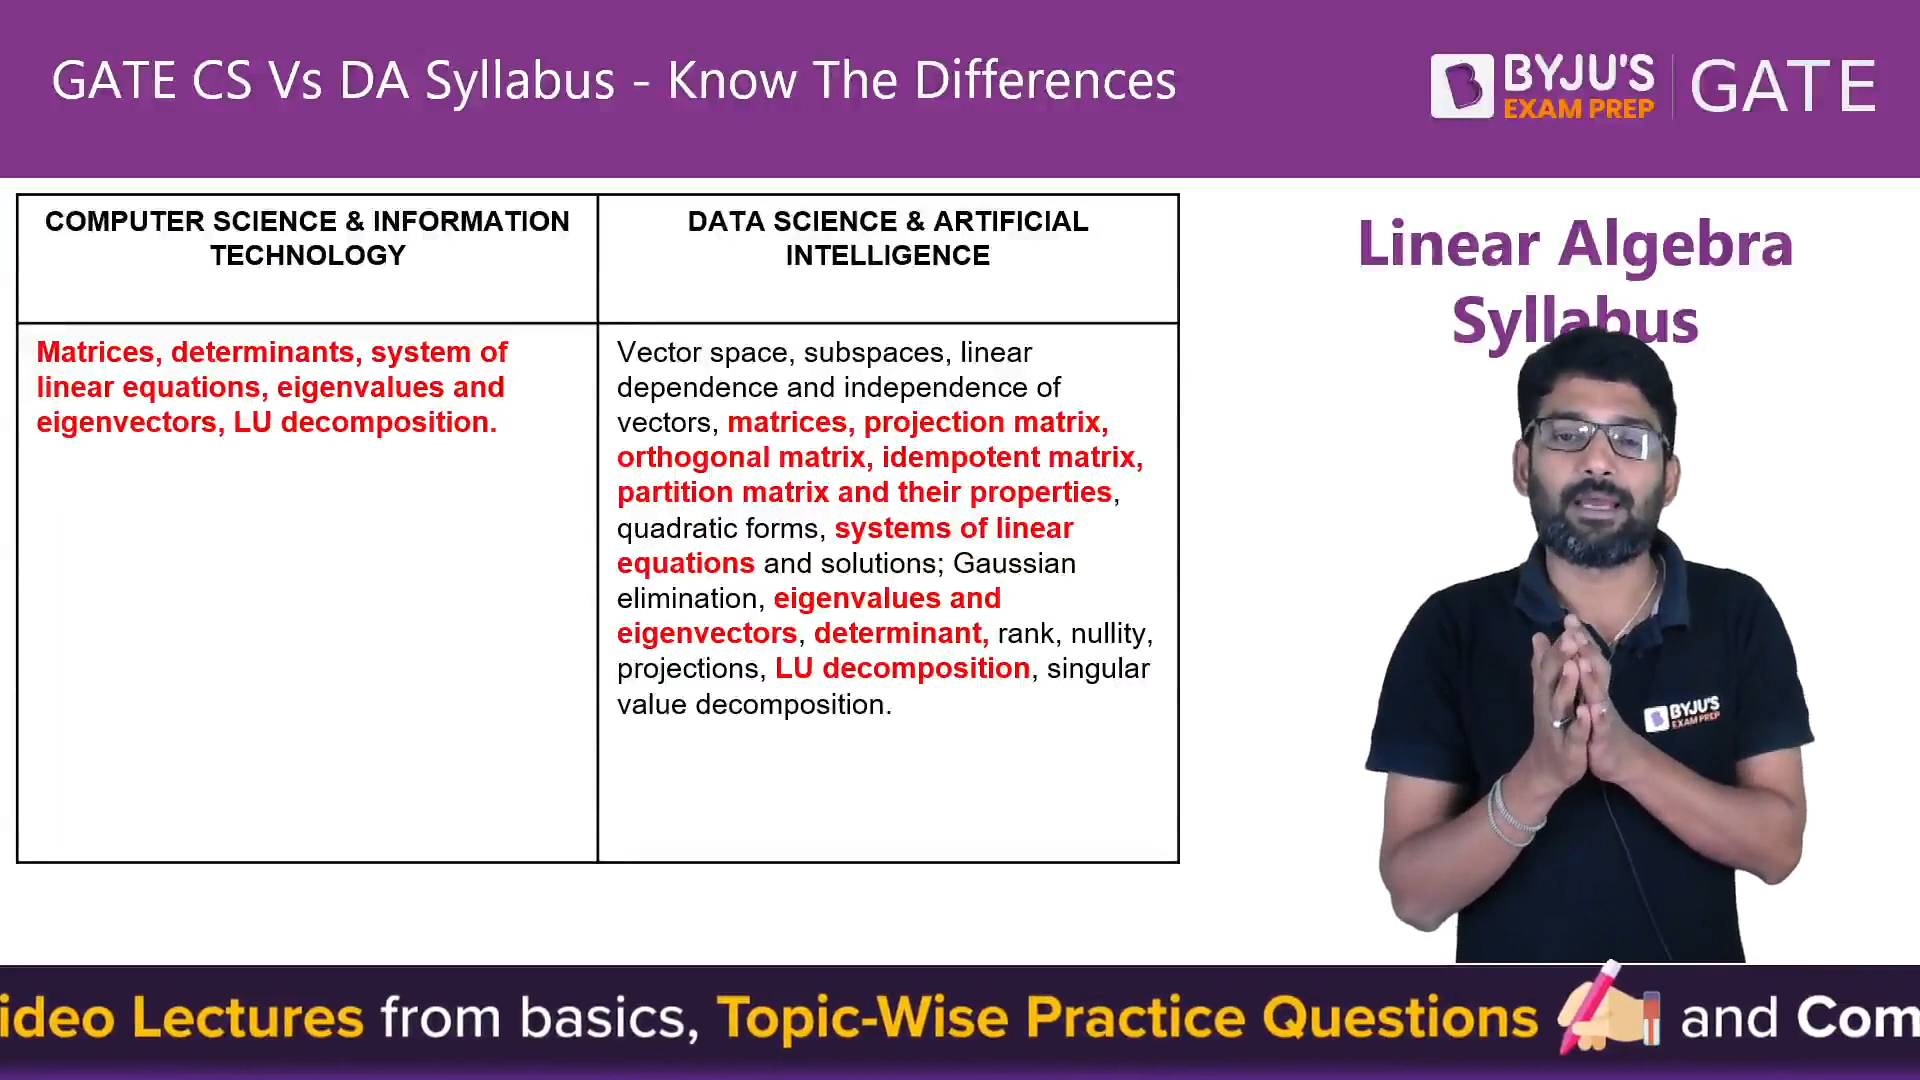 GATE CS Vs DA Syllabus - Know The Differences
BYJU'S
EXAM PREP
GATE
COMPUTER SCIENCE & INFORMATION
TECHNOLOGY
DATA SCIENCE & ARTIFICIAL
INTELLIGENCE
Matrices, determinants, system of
linear equations, eigenvalues and
eigenvectors, LU decomposition.
Vector space, subspaces, linear
dependence and independence of
vectors, matrices, projection matrix,
orthogonal matrix, idempotent matrix,
partition matrix and their properties,
quadratic forms, systems of linear
equations and solutions; Gaussian
elimination, eigenvalues and
eigenvectors, determinant, rank, nullity,
projections, LU decomposition, singular
value decomposition.
Linear Algebra
Syllabus
BYJU'S
EXAM PREP
ideo Lectures from basics, Topic-Wise Practice Questions and Com